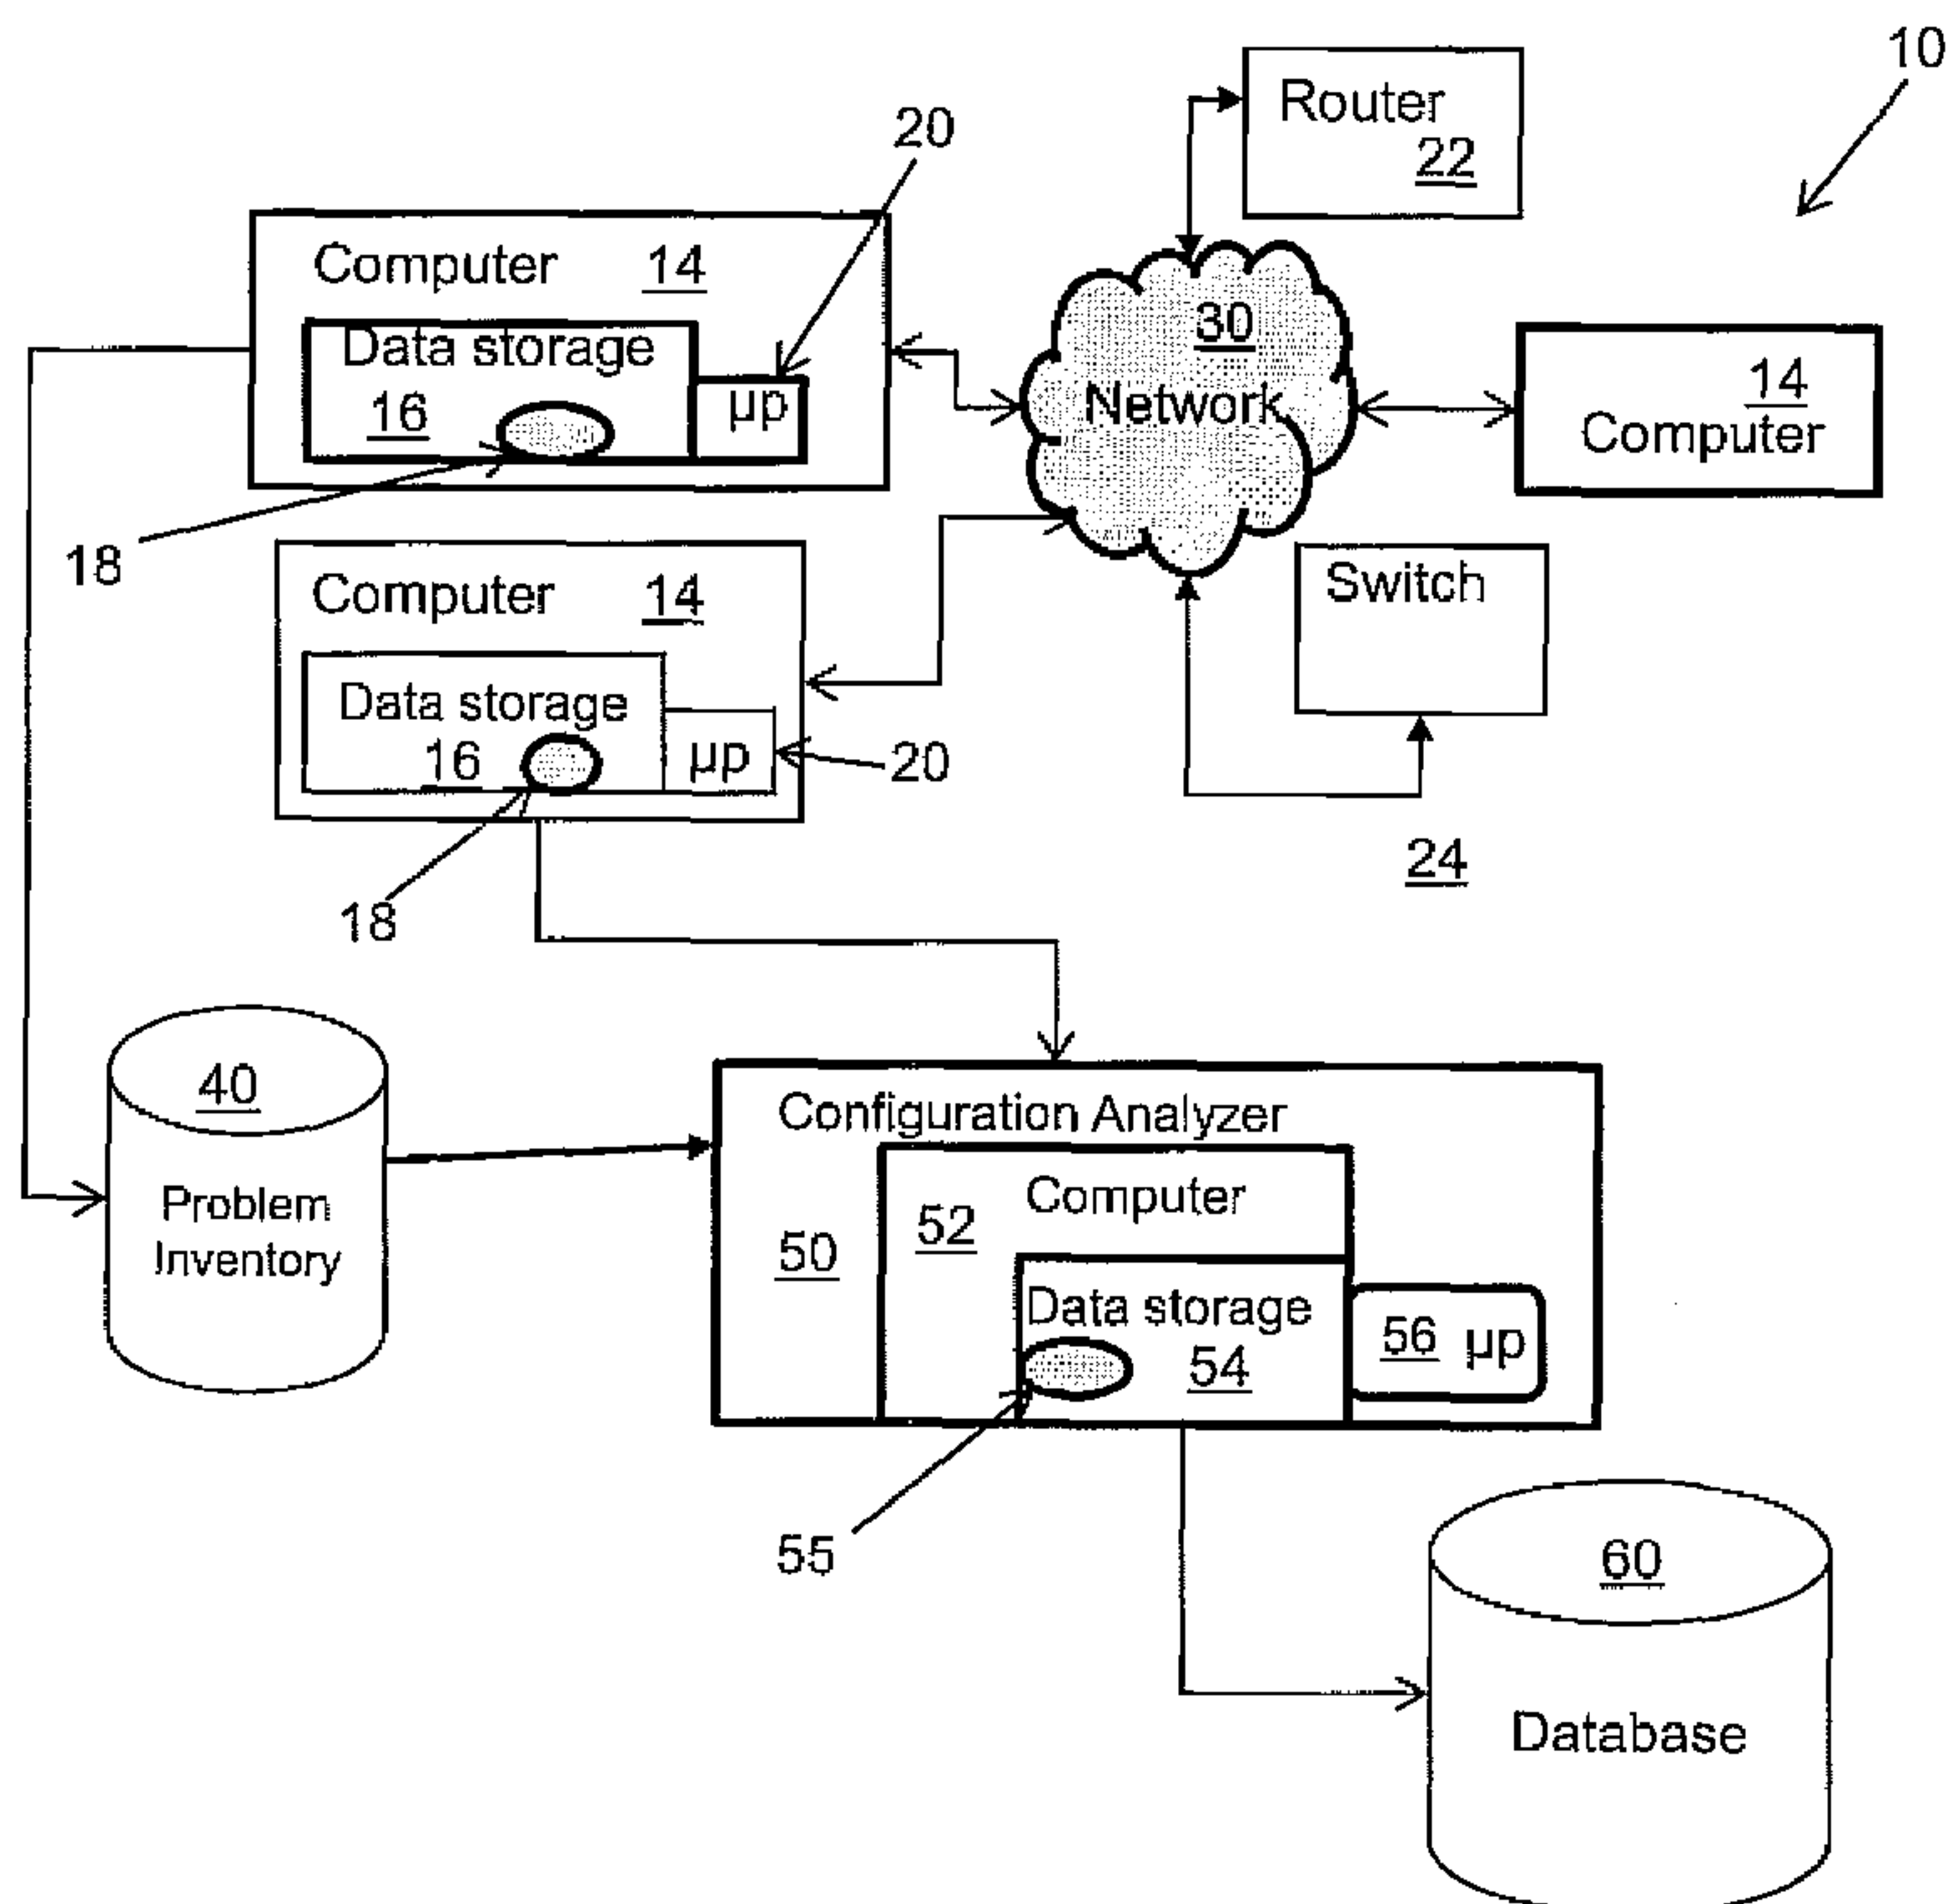 10
Router
22
20
Computer 14
Data storage
16
µp
18
30
Network
14
Computer
Computer 14
Data storage
16
µp
20
18
Switch
24
40
Problem
Inventory
Configuration Analyzer
50
52
Computer
Data storage
54
56 µp
55
60
Database